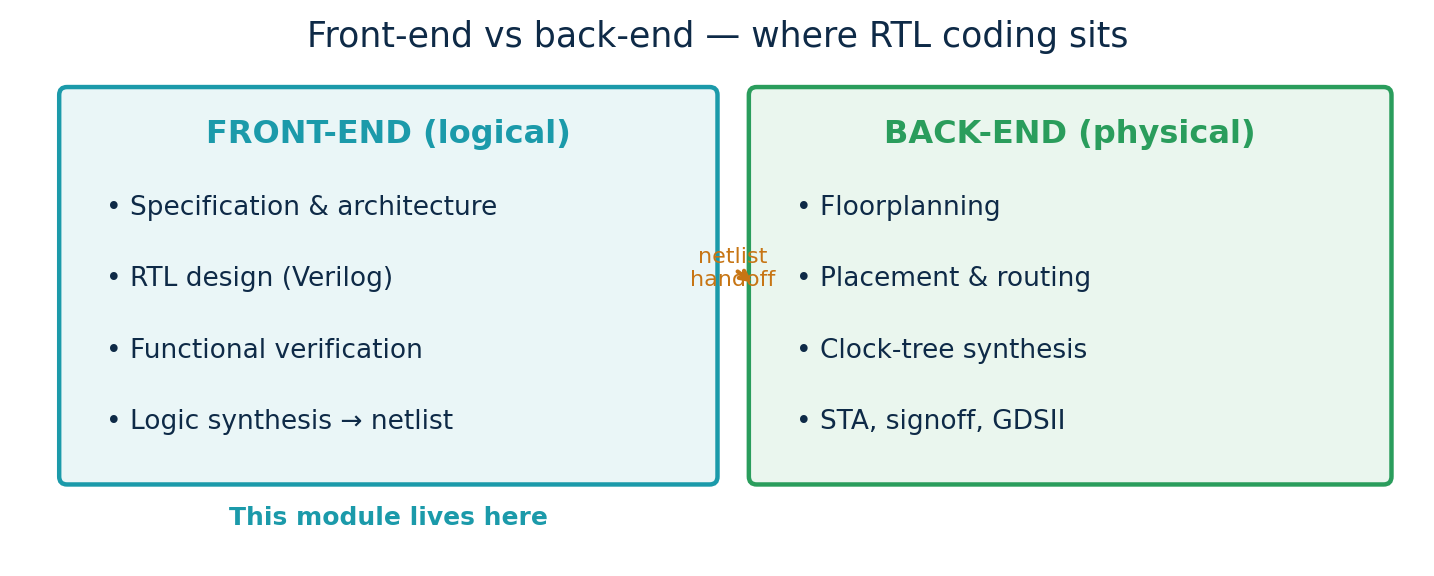 Front-end vs back-end — where RTL coding sits
FRONT-END (logical)
• Specification & architecture
• RTL design (Verilog)
• Functional verification
• Logic synthesis → netlist
This module lives here
netlist
handoff
BACK-END (physical)
• Floorplanning
• Placement & routing
• Clock-tree synthesis
• STA, signoff, GDSII